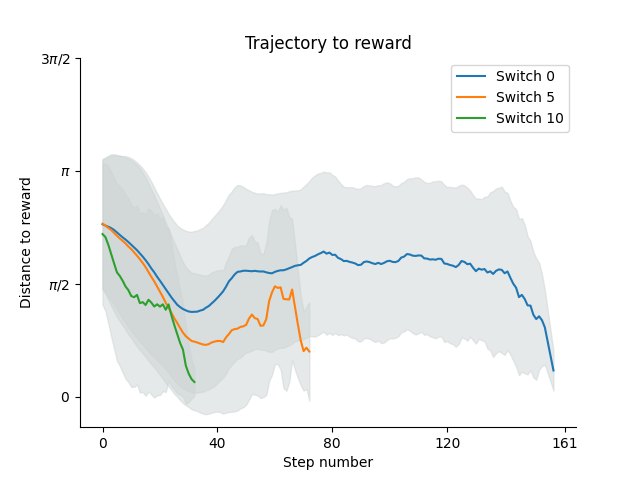 Trajectory to reward
3π/2
π
π/2
0
Distance to reward
Switch 0
Switch 5
Switch 10
0
40
80
120
161
Step number